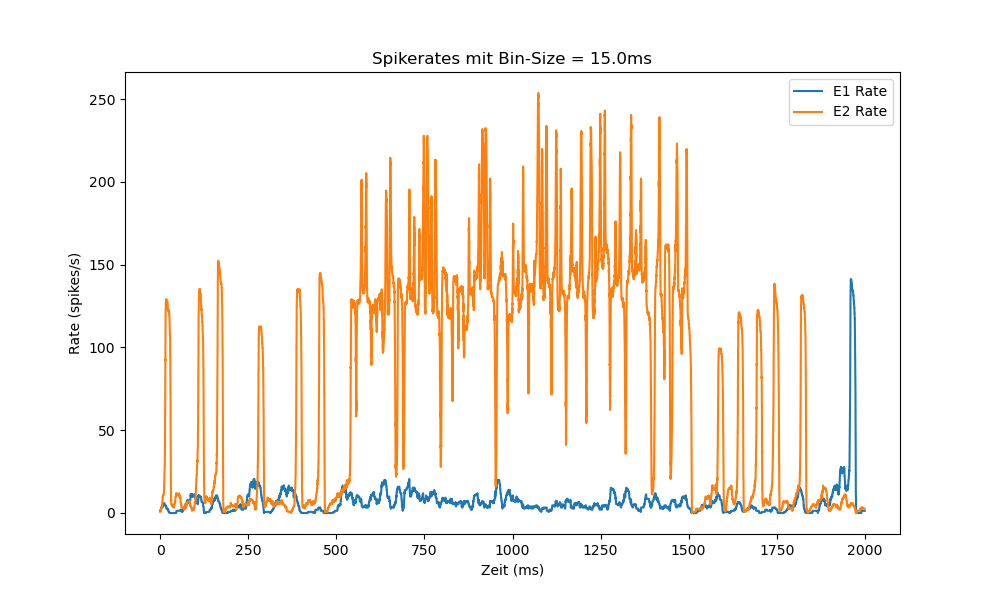 Spikerates mit Bin-Size = 15.0ms
E1 Rate
E2 Rate
Rate (spikes/s)
250
200
150
100
50
0
0 250 500 750 1000 1250 1500 1750 2000
Zeit (ms)